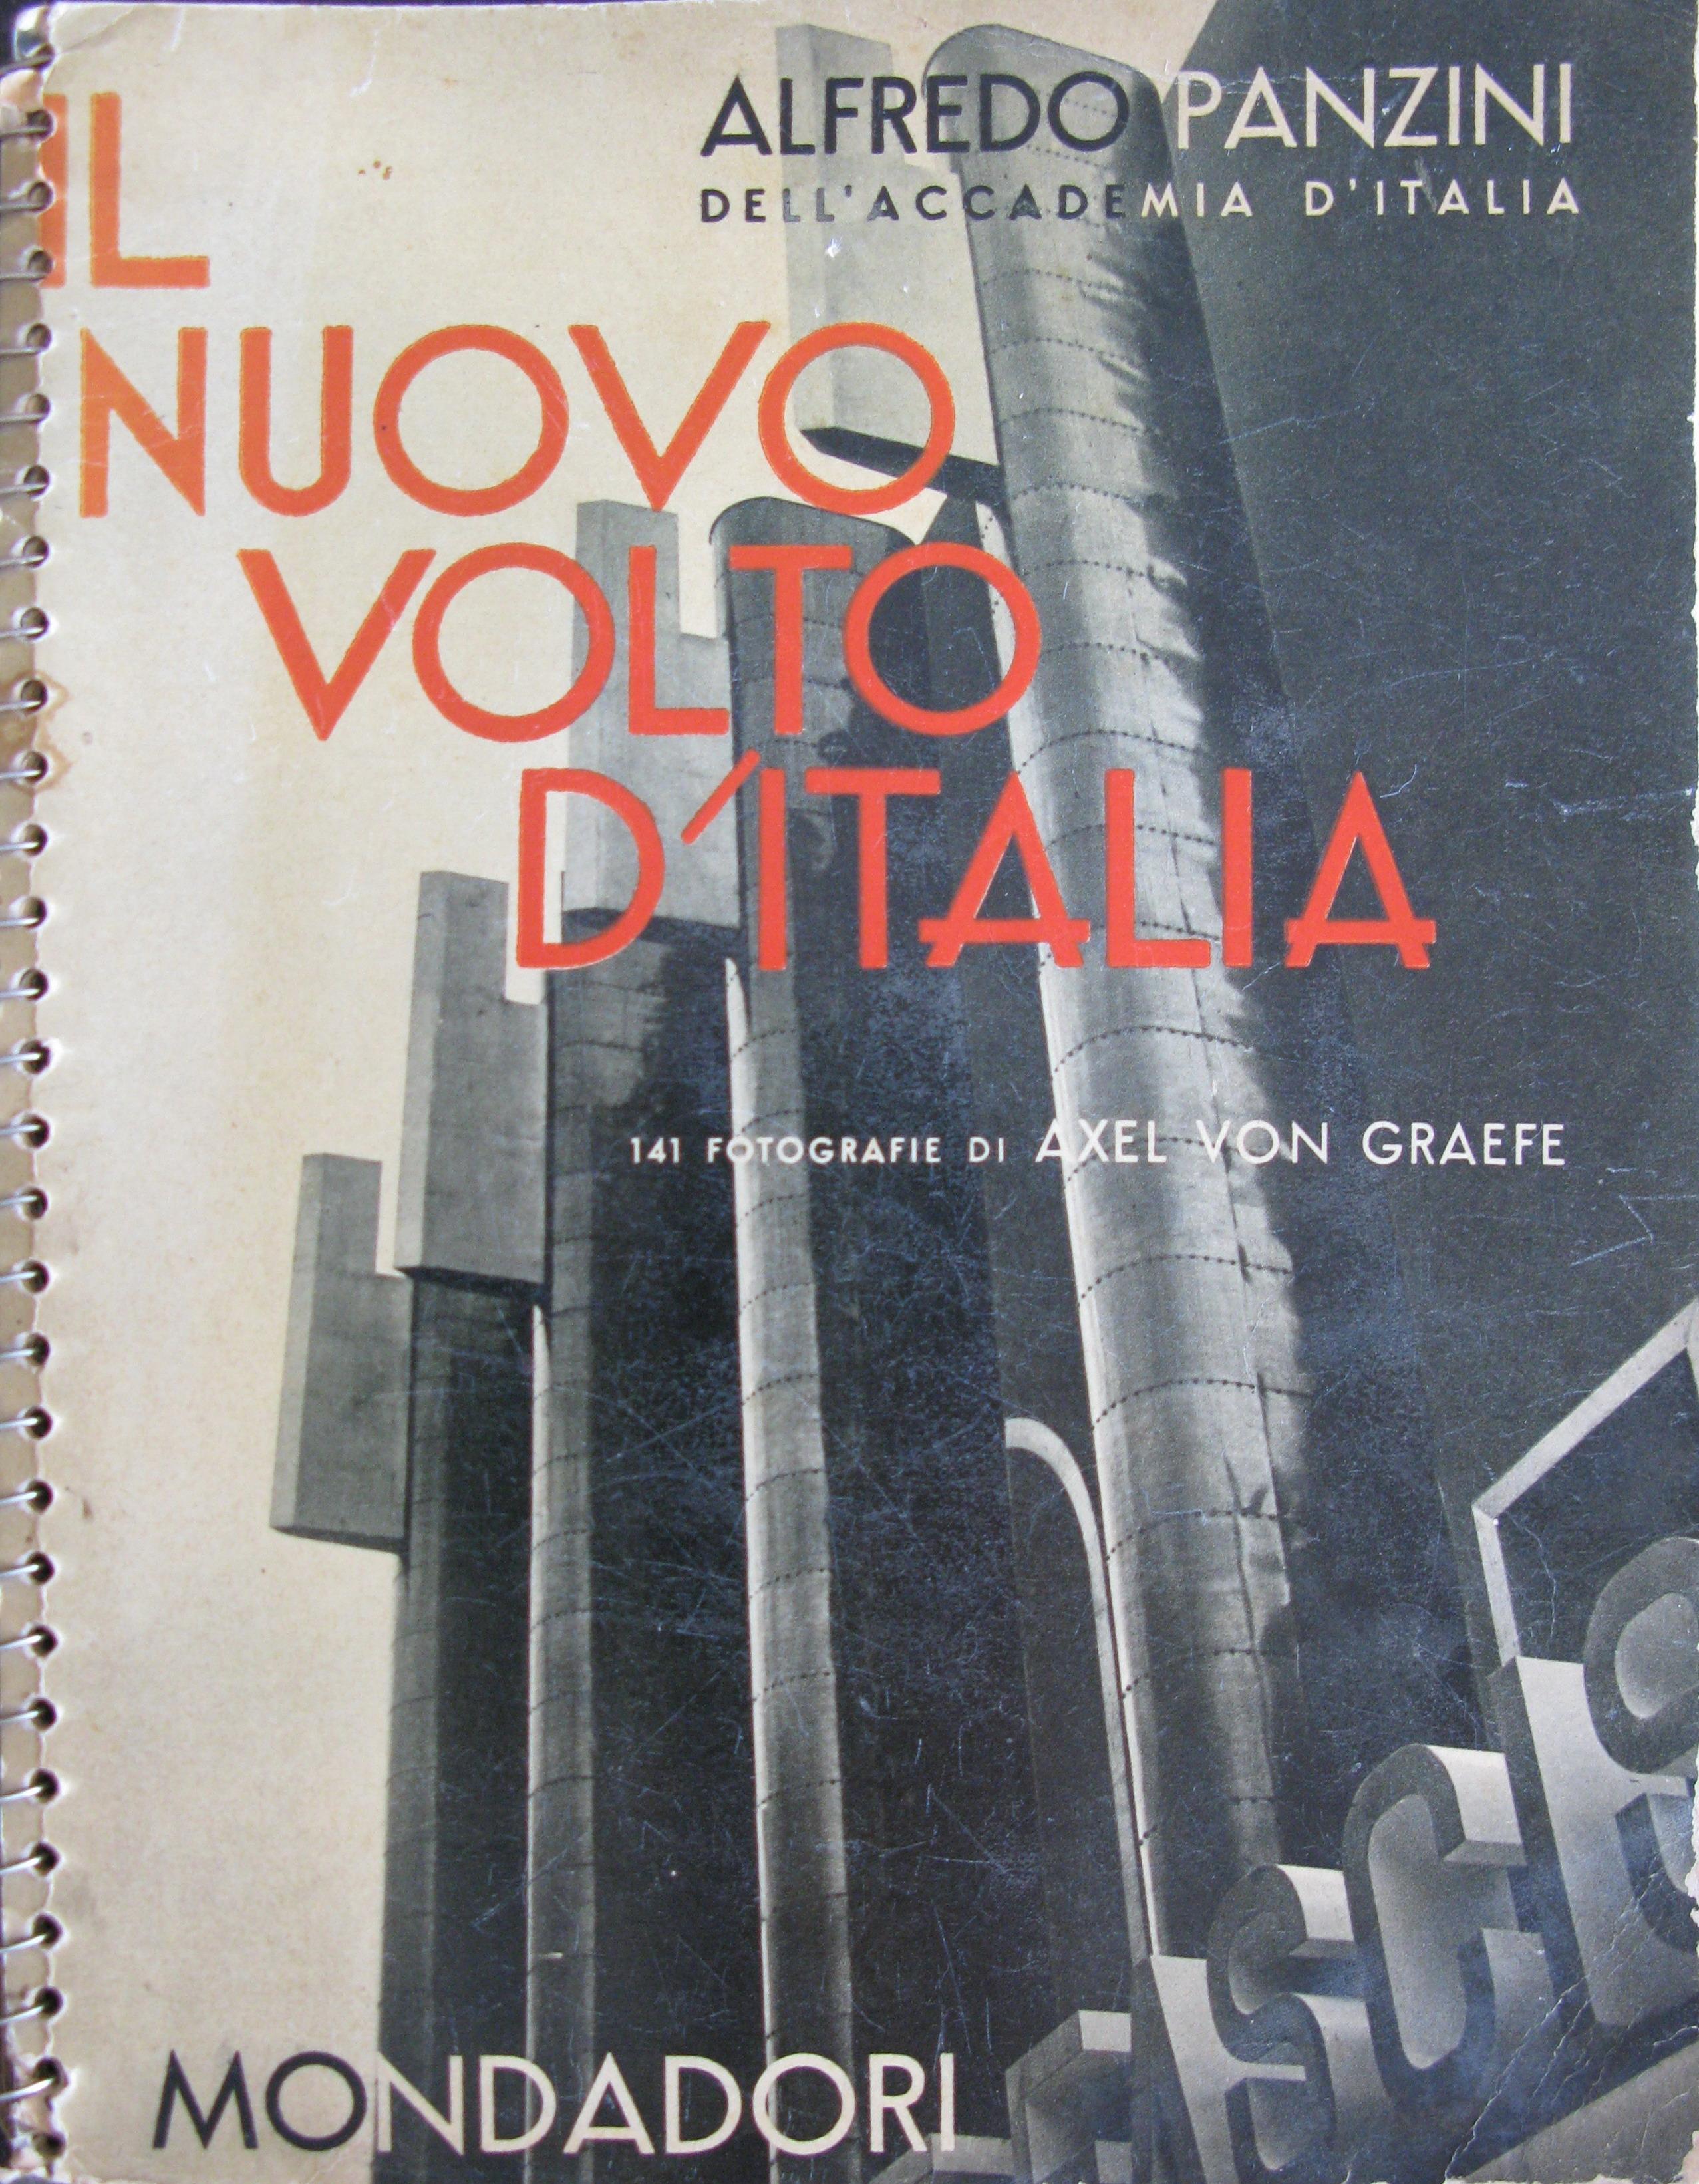 ALFREDO PANZINI
DELL'ACCADEMIA D'ITALIA
IL
NUOVO
VOLTO
D'ITALIA
141 FOTOGRAFIE DI AXEL VON GRAEFE
MONDADORI